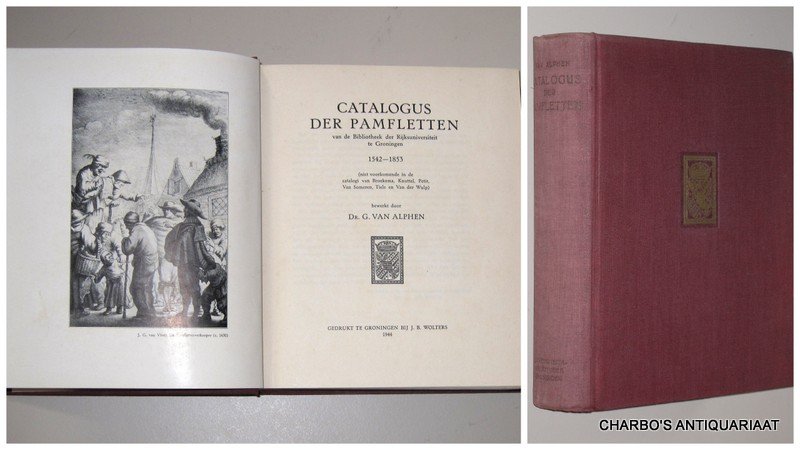 CATALOGUS
DER PAMFLETTEN
van de Bibliotheek der Rijksuniversiteit
te Groningen
1542—1853
(niet voorkomende in de
catalogi van Broekema, Knuttel, Petit,
Van Someren, Tiele en Van der Wulp)
bewerkt door
DR. G. VAN ALPHEN
GEDRUKT TE GRONINGEN BIJ J. B. WOLTERS
1944
J. G. van Vliet
ALPHEN
CATALOGUS
DER
PAMFLETTEN
CHARBO'S ANTIQUARIAAT